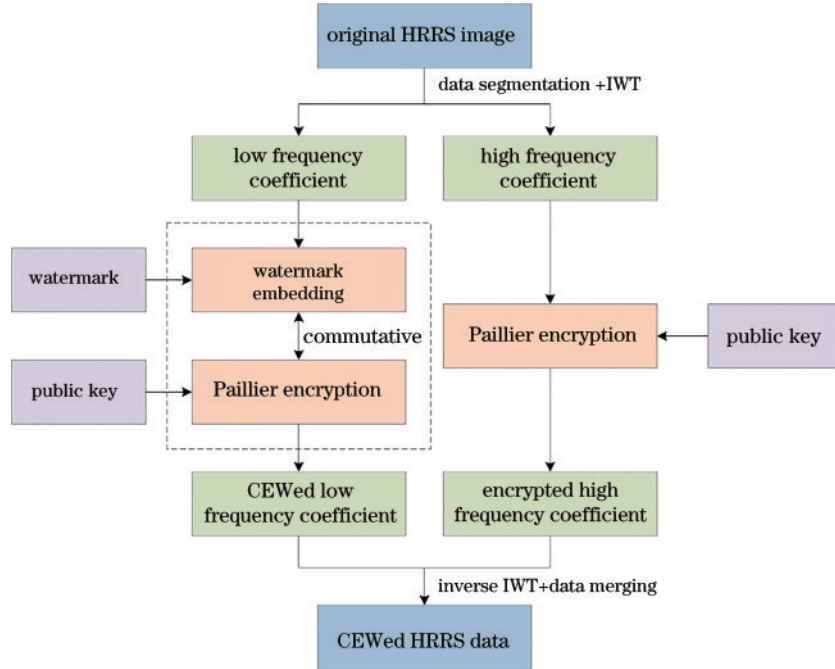 original HRRS image
data segmentation +IWT
low frequency
coefficient
high frequency
coefficient
watermark
watermark
embedding
commutative
Paillier encryption
public key
public key
Paillier encryption
CEWed low
frequency coefficient
encrypted high
frequency coefficient
inverse IWT+data merging
CEWed HRRS data